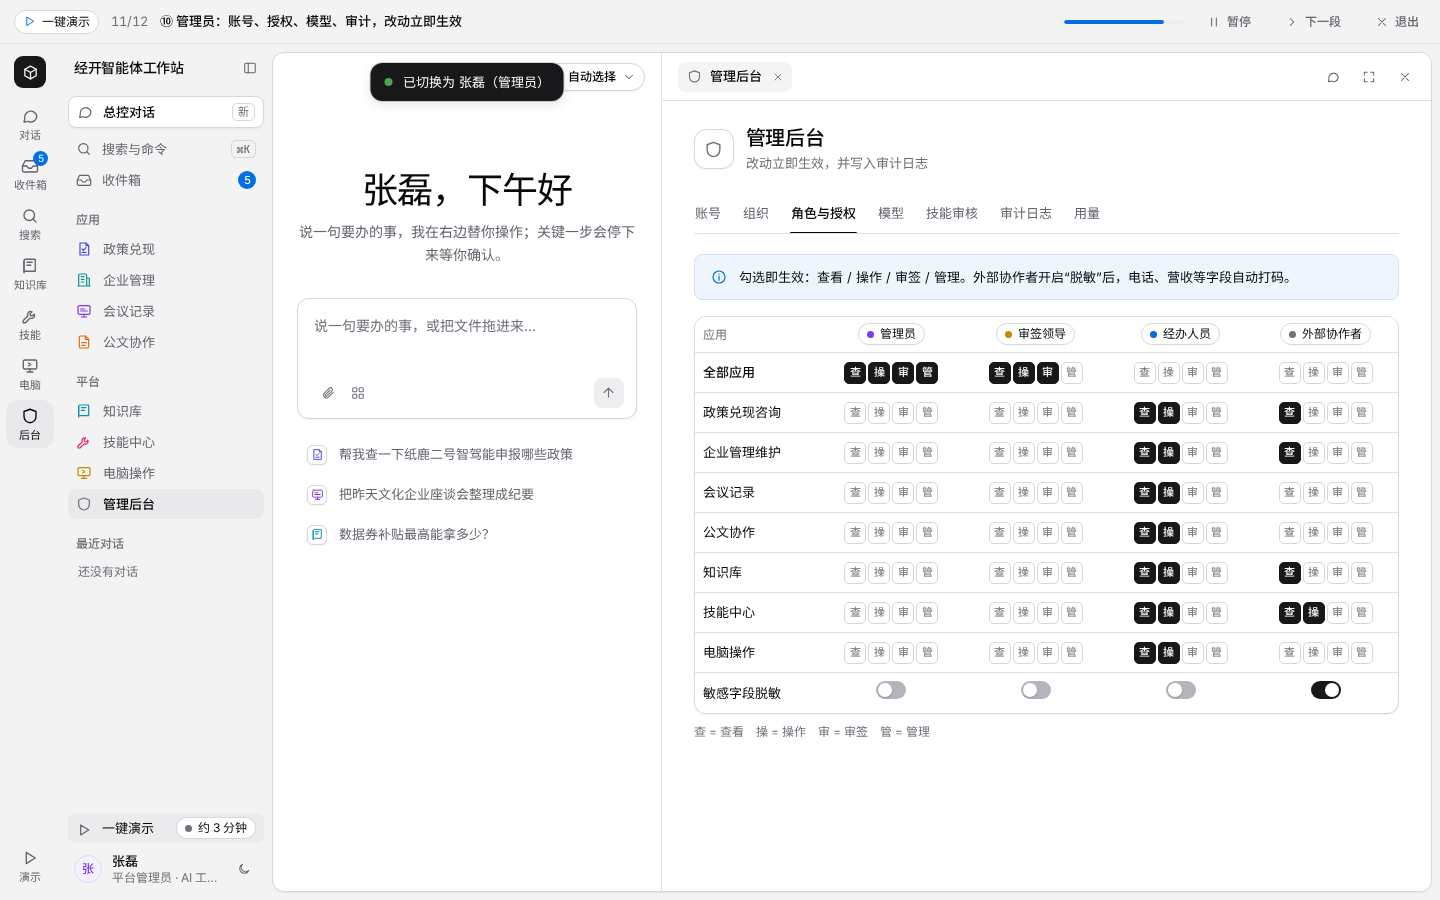 一键演示
11/12
⑩ 管理员：账号、授权、模型、审计，改动立即生效
暂停
下一段
退出
对话
5
收件箱
搜索
知识库
技能
电脑
后台
演示
经开智能体工作站
总控对话
新
搜索与命令
⌘K
收件箱
5
应用
政策兑现
企业管理
会议记录
公文协作
平台
知识库
技能中心
电脑操作
管理后台
最近对话
还没有对话
一键演示
约 3 分钟
张
张磊
平台管理员 · AI 工...
已切换为 张磊（管理员）
自动选择
张磊，下午好
说一句要办的事，我在右边替你操作；关键一步会停下
来等你确认。
说一句要办的事，或把文件拖进来...
帮我查一下纸鹿二号智驾能申报哪些政策
把昨天文化企业座谈会整理成纪要
数据券补贴最高能拿多少？
管理后台
管理后台
改动立即生效，并写入审计日志
账号 组织 角色与授权 模型 技能审核 审计日志 用量
勾选即生效：查看 / 操作 / 审签 / 管理。外部协作者开启“脱敏”后，电话、营收等字段自动打码。
应用 管理员 审签领导 经办人员 外部协作者
全部应用 查 操 审 管 查 操 审 管 查 操 审 管 查 操 审 管
政策兑现咨询 查 操 审 管 查 操 审 管 查 操 审 管 查 操 审 管
企业管理维护 查 操 审 管 查 操 审 管 查 操 审 管 查 操 审 管
会议记录 查 操 审 管 查 操 审 管 查 操 审 管 查 操 审 管
公文协作 查 操 审 管 查 操 审 管 查 操 审 管 查 操 审 管
知识库 查 操 审 管 查 操 审 管 查 操 审 管 查 操 审 管
技能中心 查 操 审 管 查 操 审 管 查 操 审 管 查 操 审 管
电脑操作 查 操 审 管 查 操 审 管 查 操 审 管 查 操 审 管
敏感字段脱敏
查 = 查看 操 = 操作 审 = 审签 管 = 管理